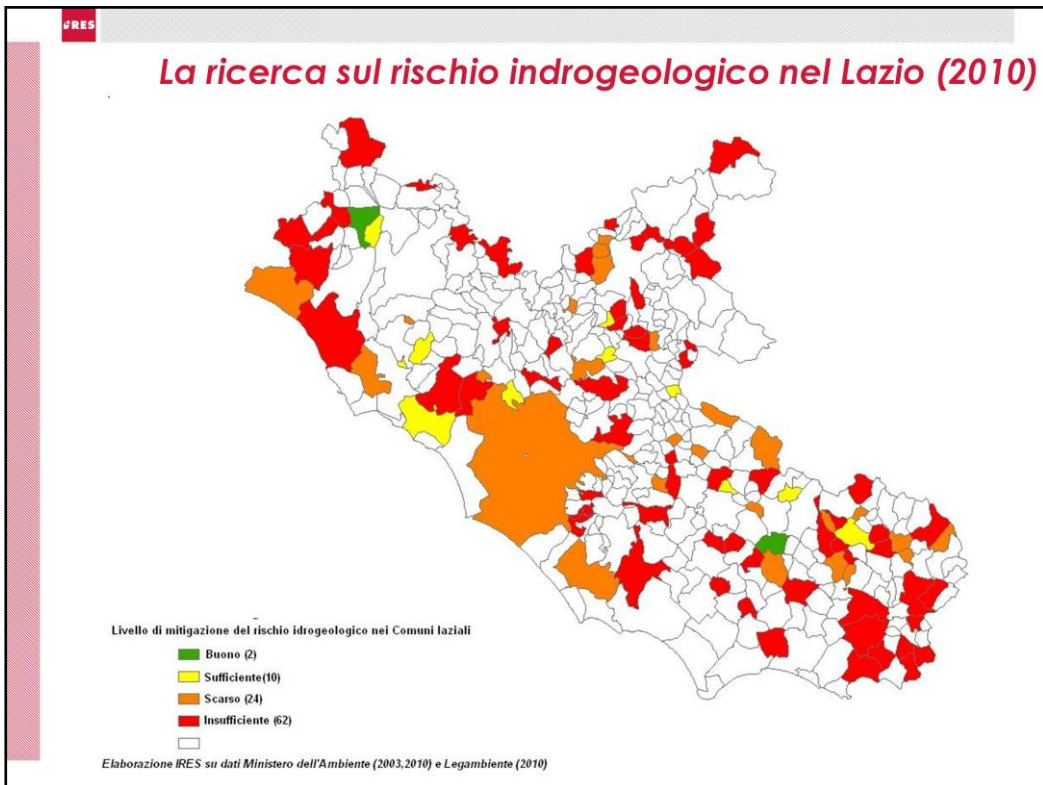 IRES
La ricerca sul rischio indrogeologico nel Lazio (2010)
Livello di mitigazione del rischio idrogeologico nei Comuni laziali
Buono (2)
Sufficiente(10)
Scarso (24)
Insufficiente (62)
Elaborazione IRES su dati Ministero dell'Ambiente (2003,2010) e Legambiente (2010)